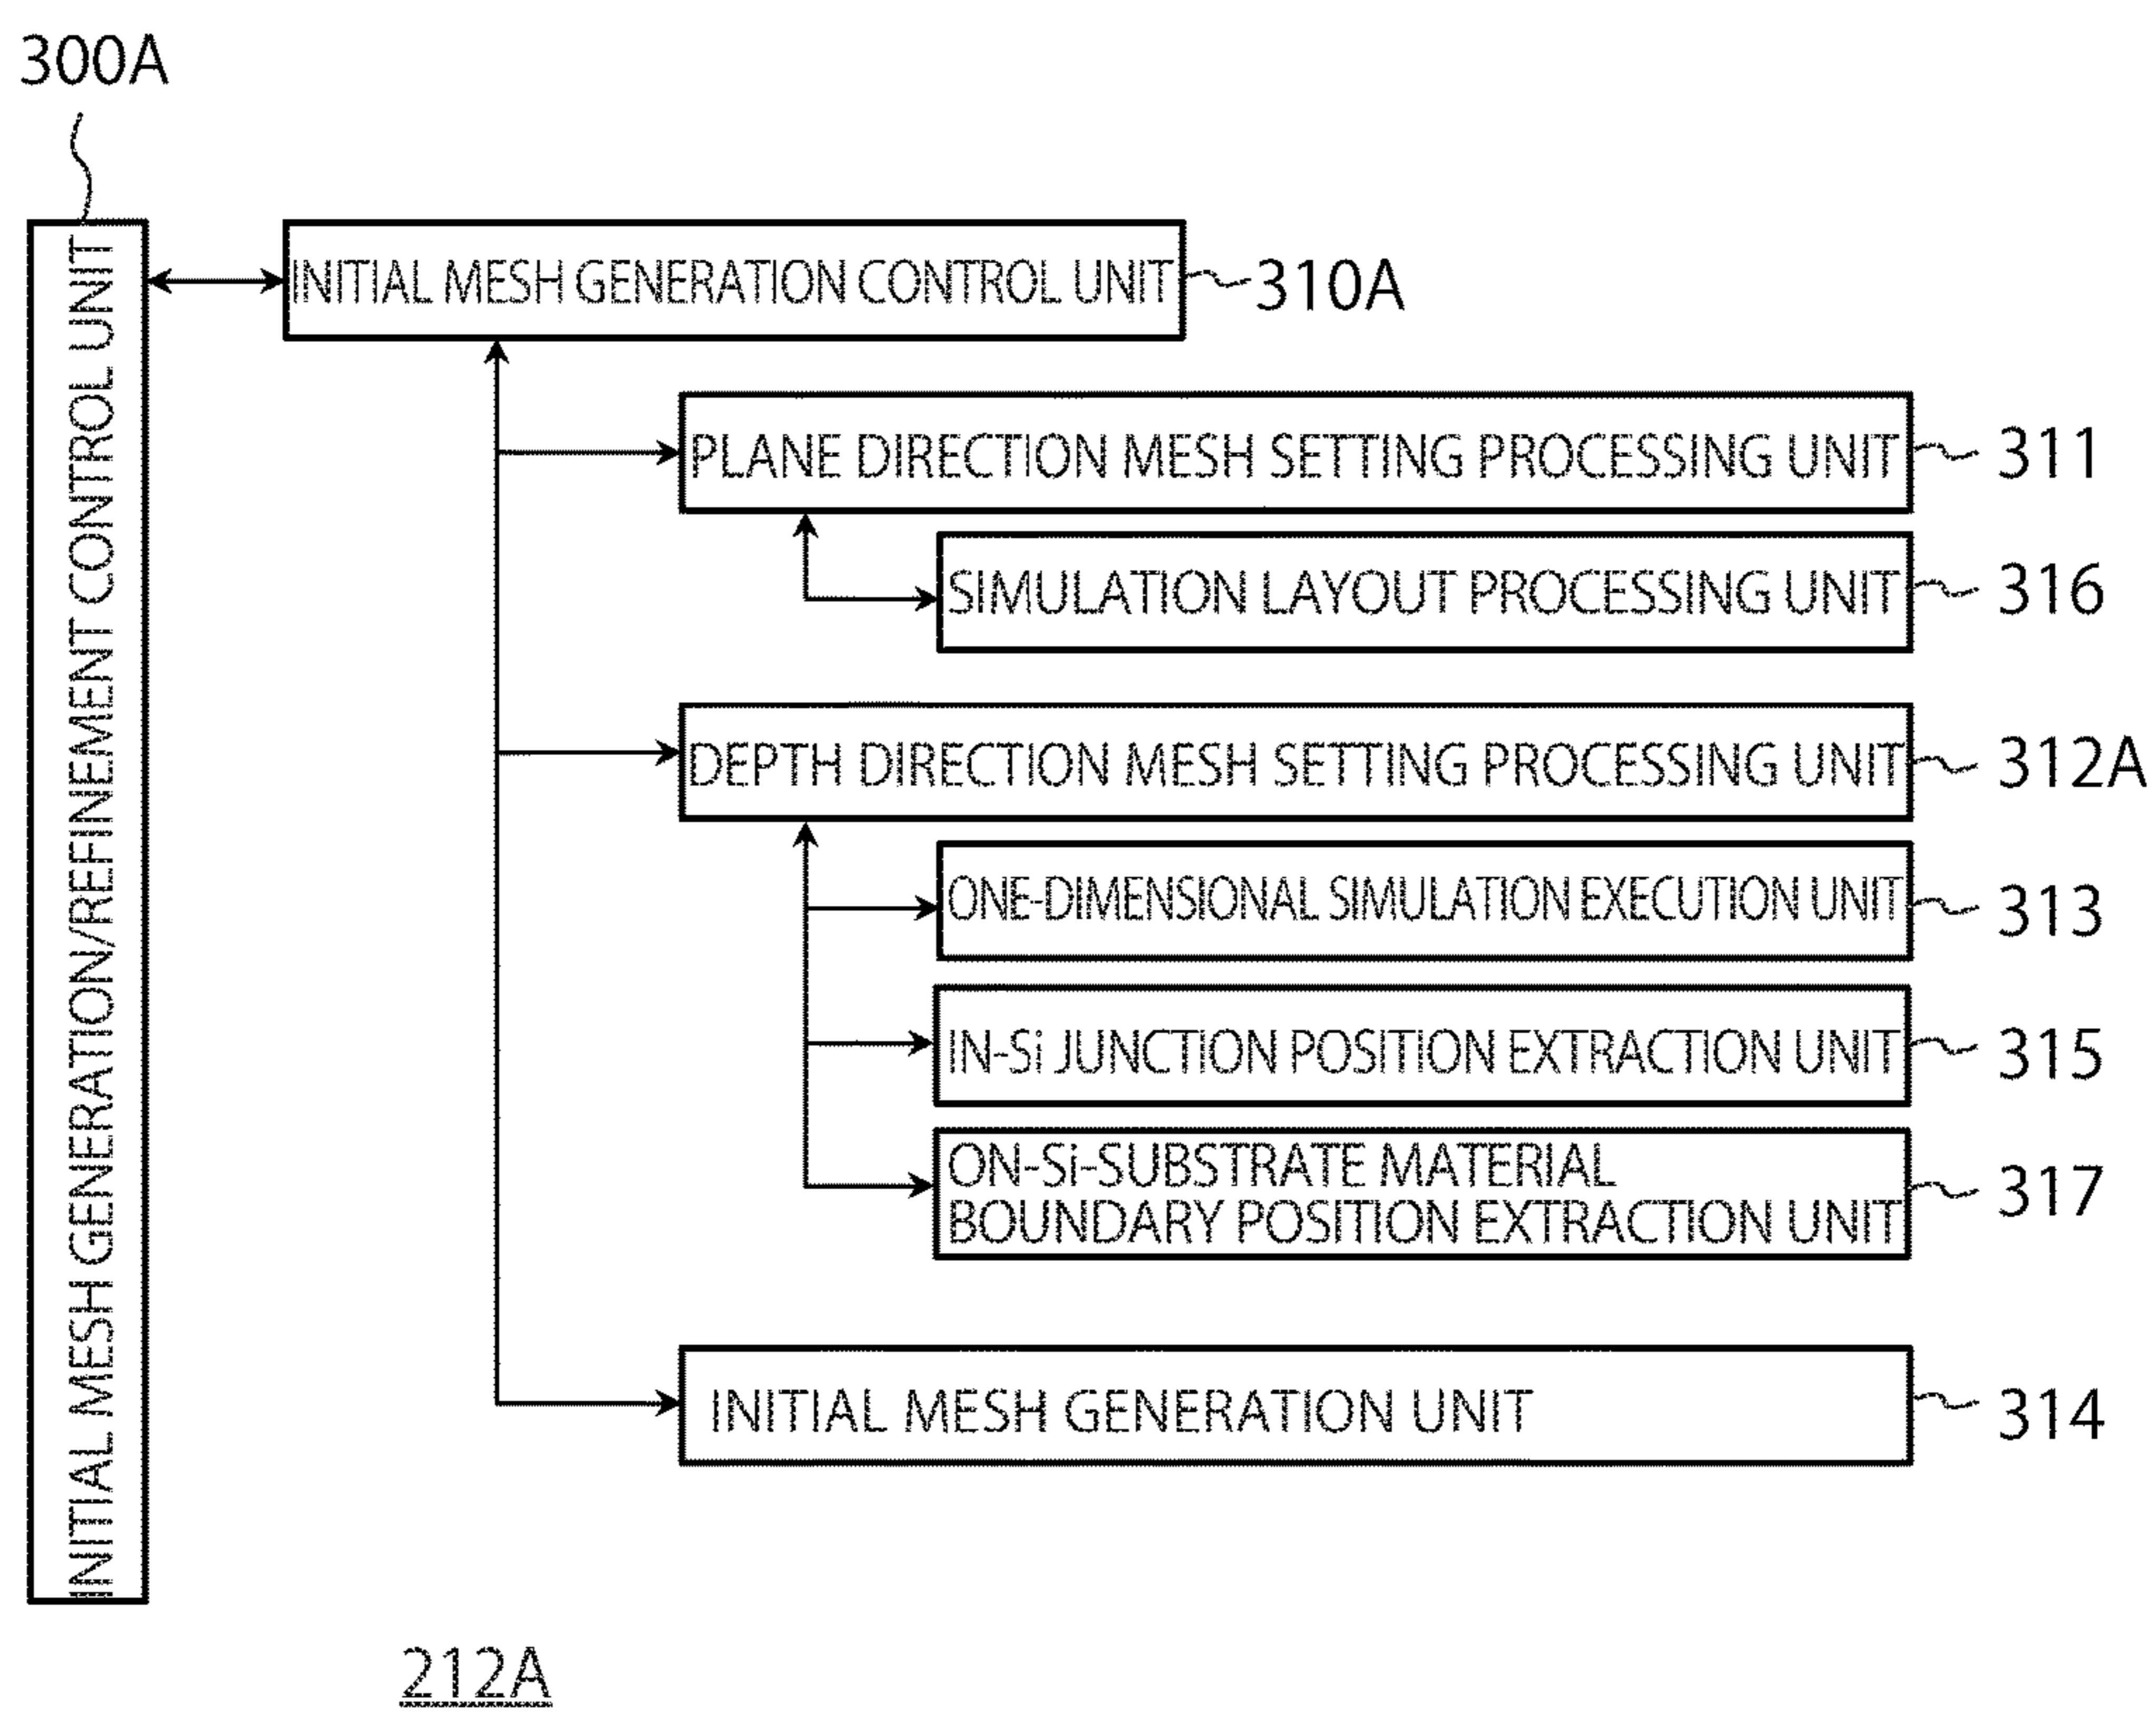 300A
INITIAL MESH GENERATION/REFINEMENT CONTROL UNIT
INITIAL MESH GENERATION CONTROL UNIT
310A
PLANE DIRECTION MESH SETTING PROCESSING UNIT
311
SIMULATION LAYOUT PROCESSING UNIT
316
DEPTH DIRECTION MESH SETTING PROCESSING UNIT
312A
ONE-DIMENSIONAL SIMULATION EXECUTION UNIT
313
IN-Si JUNCTION POSITION EXTRACTION UNIT
315
ON-Si-SUBSTRATE MATERIAL
BOUNDARY POSITION EXTRACTION UNIT
317
INITIAL MESH GENERATION UNIT
314
212A